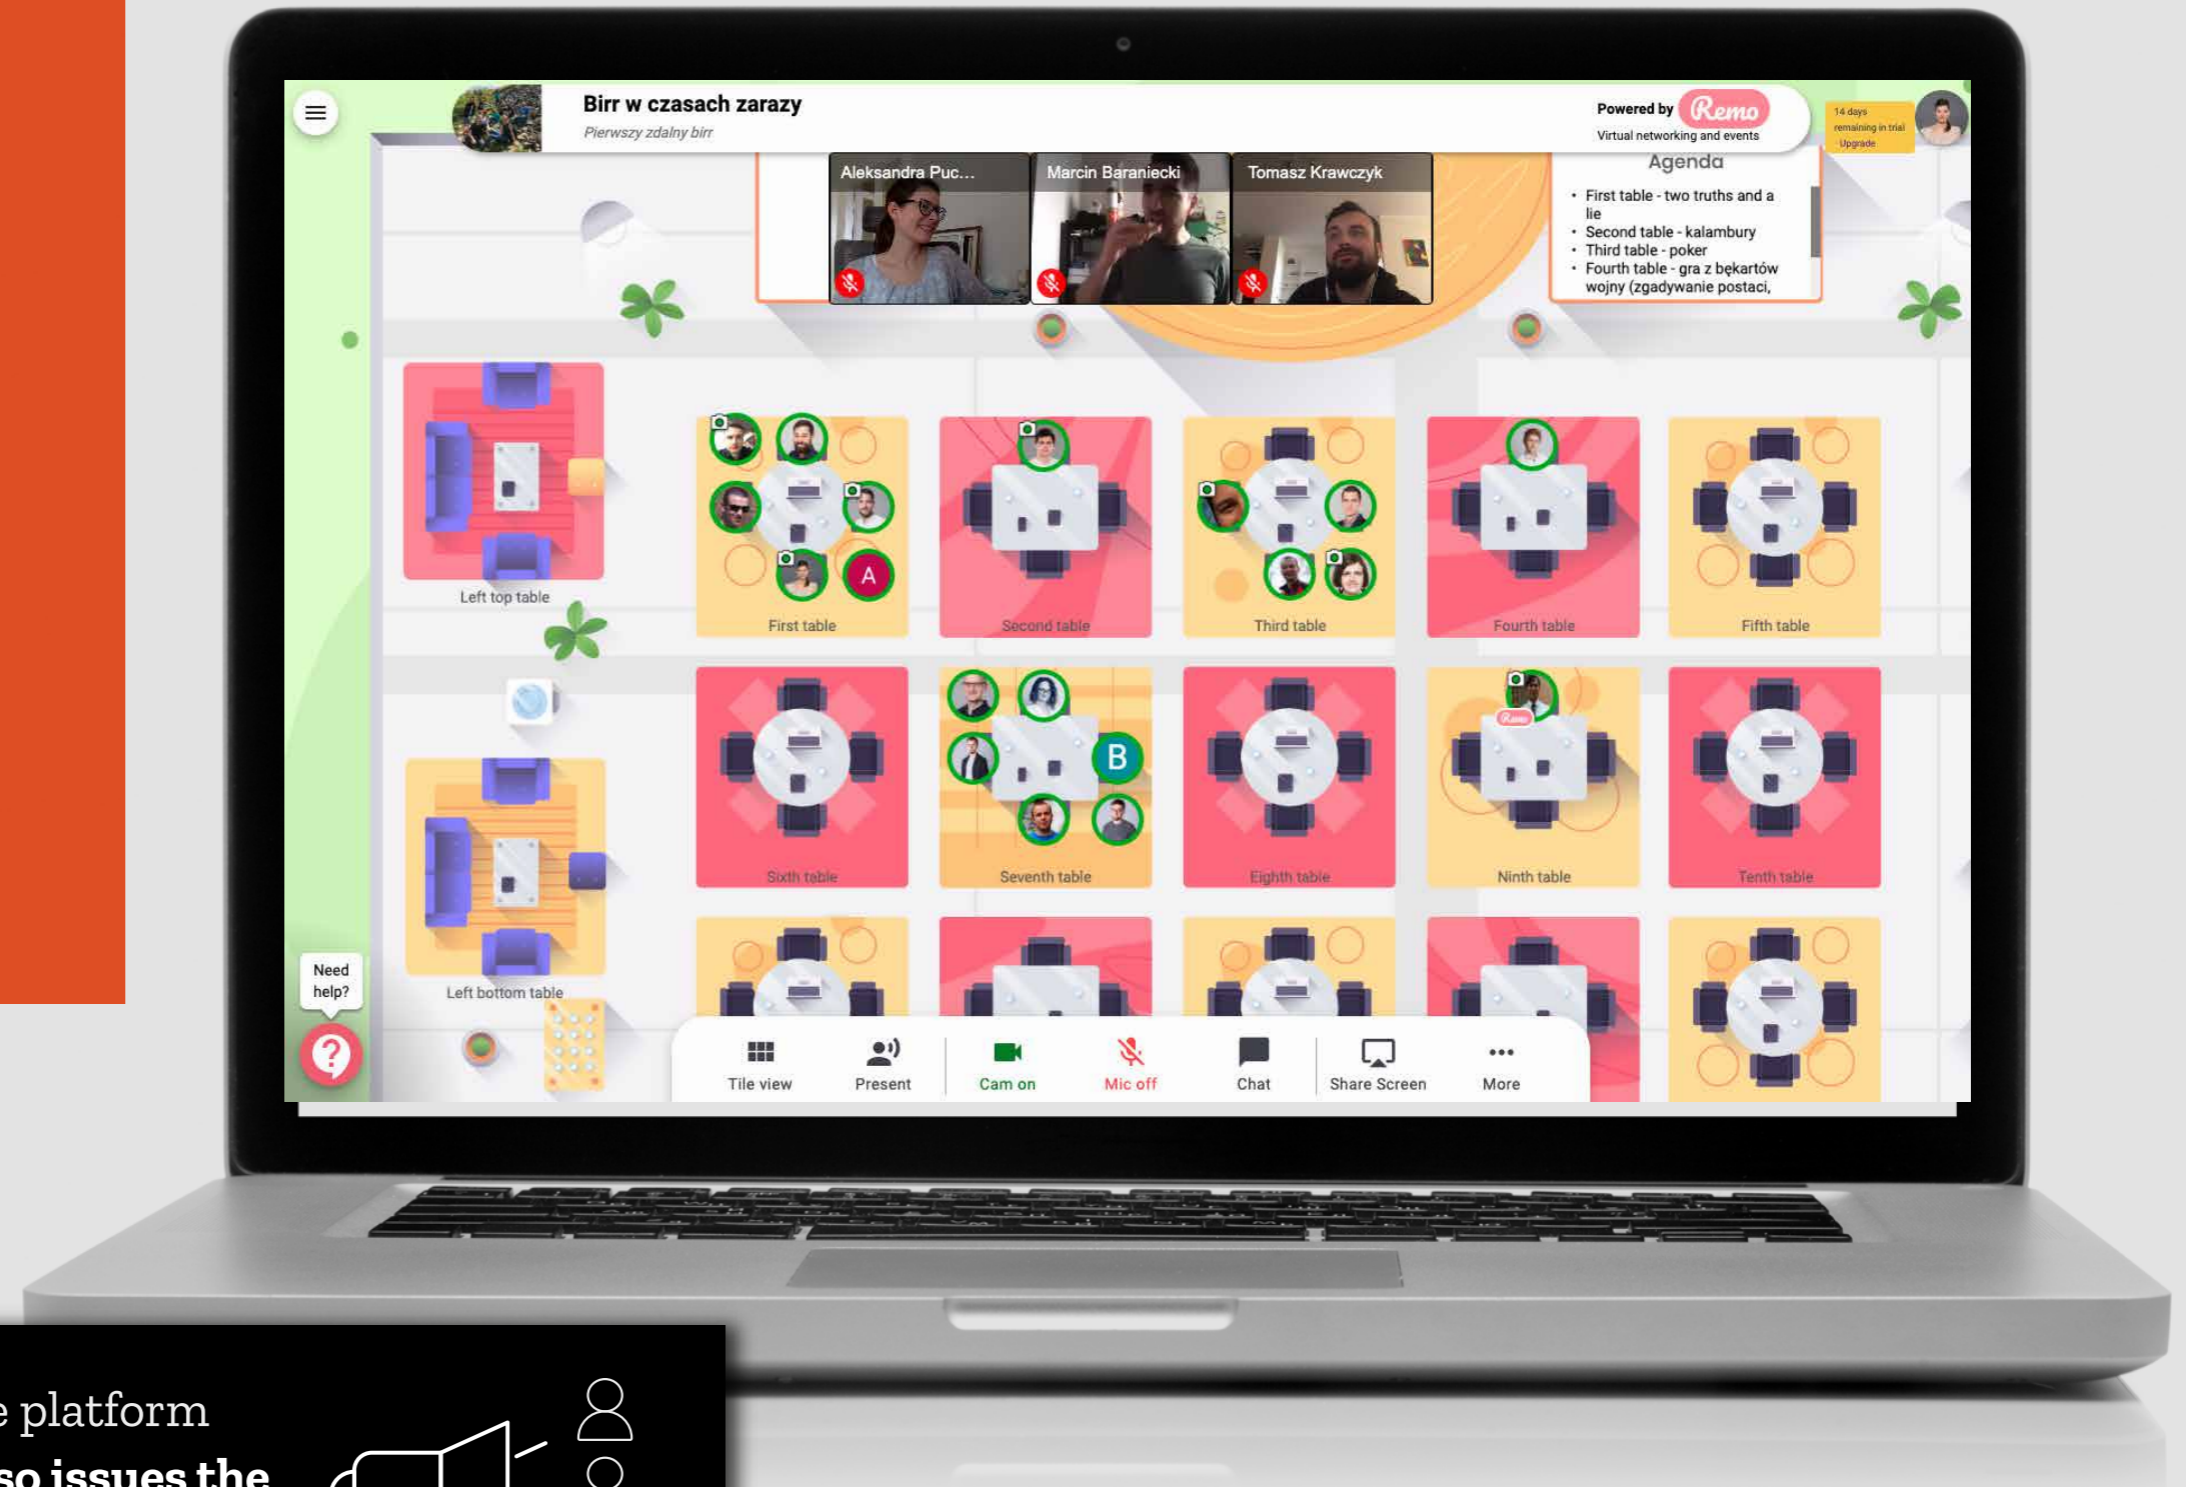 Birr w czasach zarazy
Pierwszy zdalny birr
Powered by Remo
Virtual networking and events
14 days
remaining in trial
· Upgrade
Aleksandra Puc...
Marcin Baraniecki
Tomasz Krawczyk
Agenda
• First table - two truths and a
lie
• Second table - kalambury
• Third table - poker
• Fourth table - gra z bękartów
wojny (zgadywanie postaci,
Left top table
A
First table
Second table
Third table
Fourth table
Fifth table
B
Remo
Sixth table
Seventh table
Eighth table
Ninth table
Tenth table
Left bottom table
Need
help?
?
Tile view
Present
Cam on
Mic off
Chat
Share Screen
More
platform
so issues the